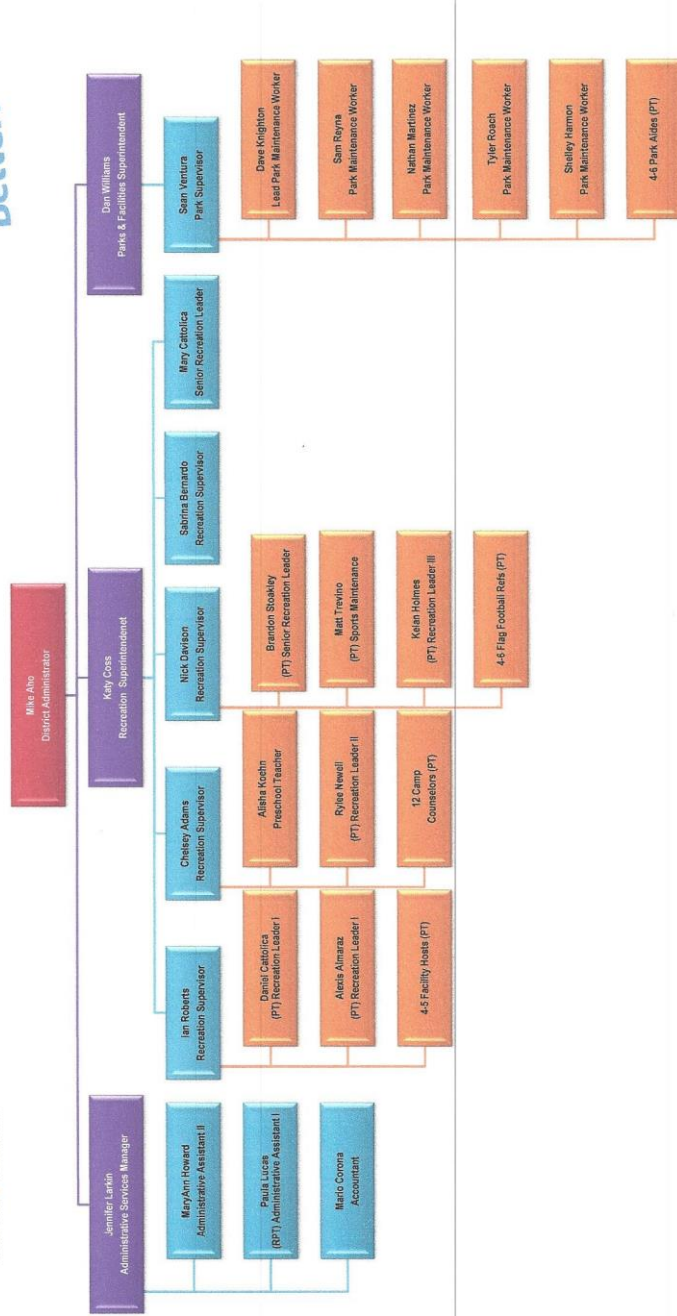 Mike Aho
District Administrator
Jennifer Larkin
Administrative Services Manager
Katy Coss
Recreation Superintendenet
Dan Williams
Parks & Facilities Superintendent
MaryAnn Howard
Administrative Assistant II
Paula Lucas
(RPT) Administrative Assistant I
Mario Corona
Accountant
Ian Roberts
Recreation Supervisor
Chelsey Adams
Recreation Supervisor
Nick Davison
Recreation Supervisor
Sabrina Bernardo
Recreation Supervisor
Mary Cattolica
Senior Recreation Leader
Sean Ventura
Park Supervisor
Daniel Cattolica
(PT) Recreation Leader I
Alexis Almaraz
(PT) Recreation Leader I
4-5 Facility Hosts (PT)
Alisha Koehn
Preschool Teacher
Rylee Newell
(PT) Recreation Leader II
12 Camp
Counselors (PT)
Brandon Stoakley
(PT) Senior Recreation Leader
Matt Trevino
(PT) Sports Maintenance
Kelan Holmes
(PT) Recreation Leader III
4-6 Flag Football Refs (PT)
Dave Knighton
Lead Park Maintenance Worker
Sam Reyna
Park Maintenance Worker
Nathan Martinez
Park Maintenance Worker
Tyler Roach
Park Maintenance Worker
Shelley Harmon
Park Maintenance Worker
4-6 Park Aides (PT)